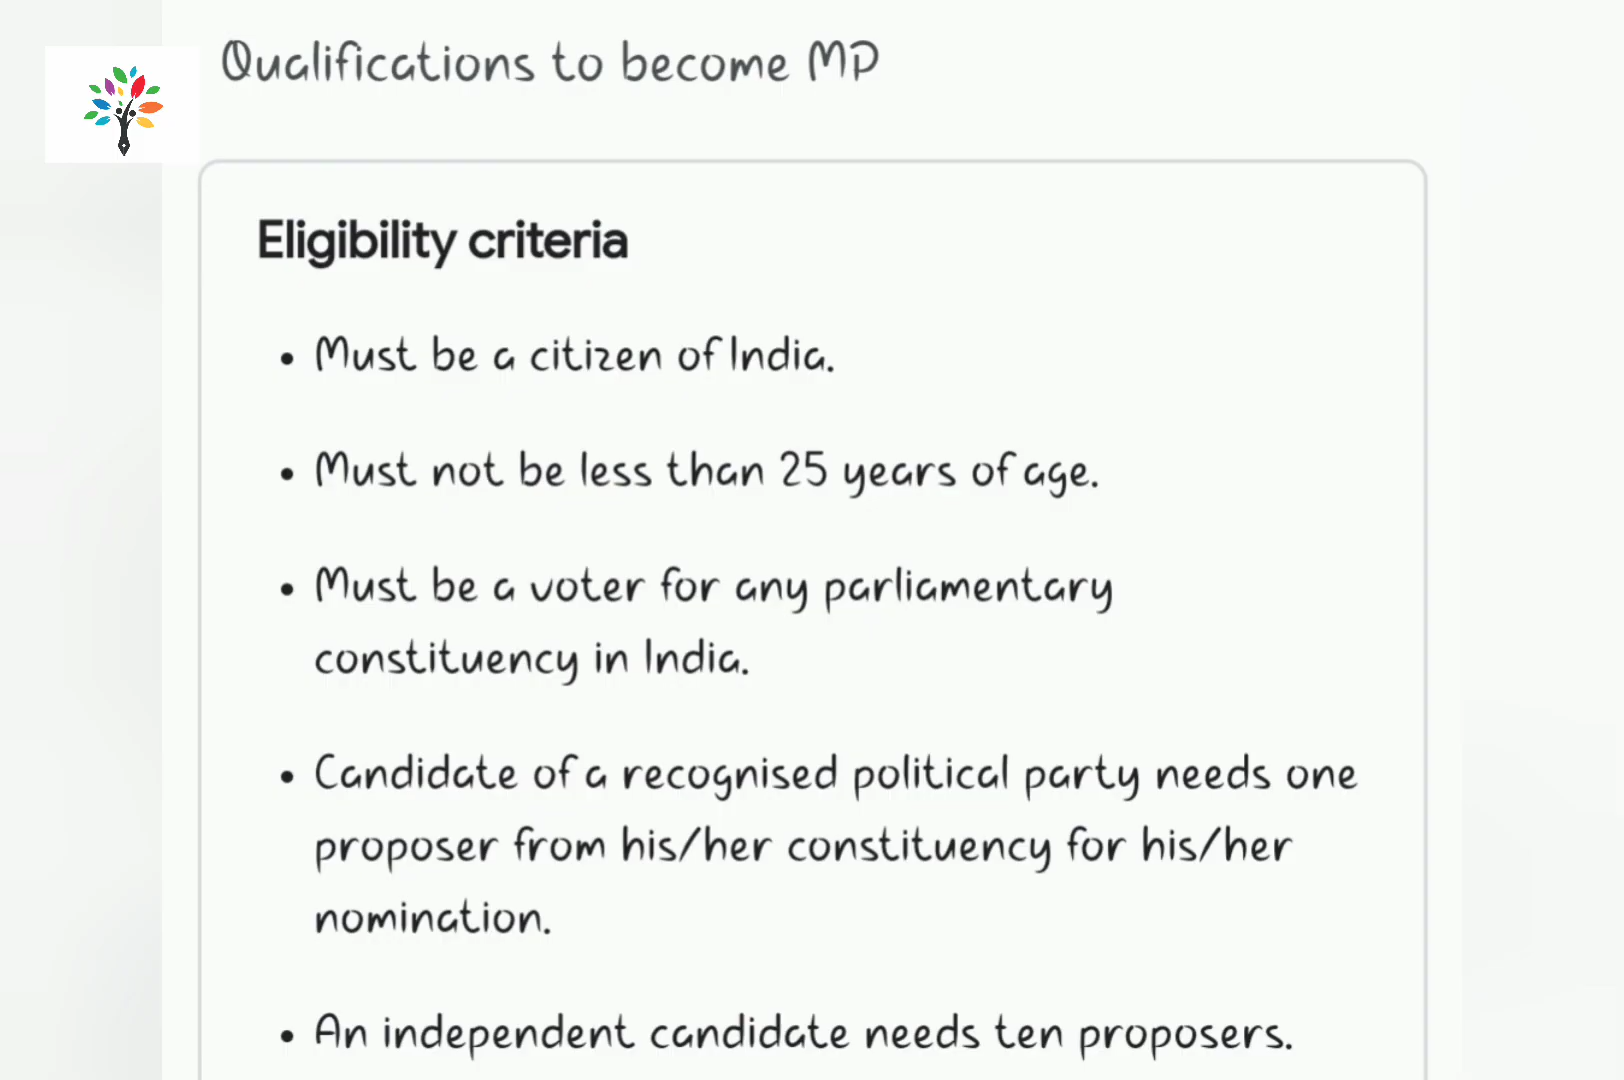 Qualifications to become MP
Eligibility criteria
• Must be a citizen of India.
• Must not be less than 25 years of age.
• Must be a voter for any parliamentary
constituency in India.
• Candidate of a recognised political party needs one
proposer from his/her constituency for his/her
nomination.
• An independent candidate needs ten proposers.